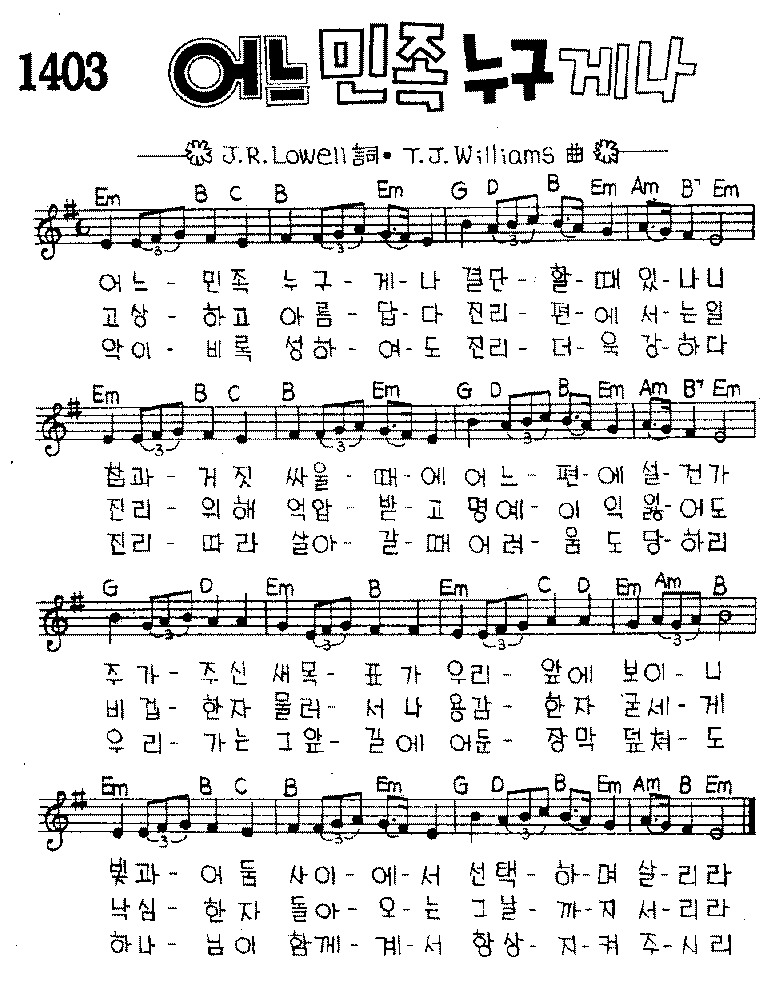 1403 어느 민족 누구게나
J.R.Lowell 詞 • T.J.Williams 曲
Em B C B Em G D B Em Am B7 Em
어느 - 민족 누구 - 게 - 나 결단 - 할 - 때 있 - 나니
고상 - 하고 아름 - 답 - 다 진리 - 편 - 에 서 - 는일
악이 - 비록 성하 - 여 - 도 진리 - 더 - 욱 강 - 하다
Em B C B Em G D B Em Am B7 Em
참과 - 거짓 싸울 - 때 - 에 어느 - 편 - 에 설 - 건가
진리 - 위해 억압 - 받 - 고 명예 - 이 익 잃 - 어도
진리 - 따라 살아 - 갈 - 때 어려 - 움 도 당 - 하리
G D Em B Em C D Em Am B
주가 - 주신 새목 - 표가 우리 - 앞에 보이 - 니
비겁 - 한자 물러 - 서나 용감 - 한자 굳세 - 게
우리 - 가는 그앞 - 길에 어둔 - 장막 덮쳐 - 도
Em B C B Em G D B Em Am B Em
빛과 - 어둠 사이 - 에 - 서 선택 - 하 - 며 살 - 리라
낙심 - 한자 돌아 - 오 - 는 그날 - 까 - 지 서 - 리라
하나 - 님이 함께 - 계 - 서 항상 - 지 - 켜 주 - 시리